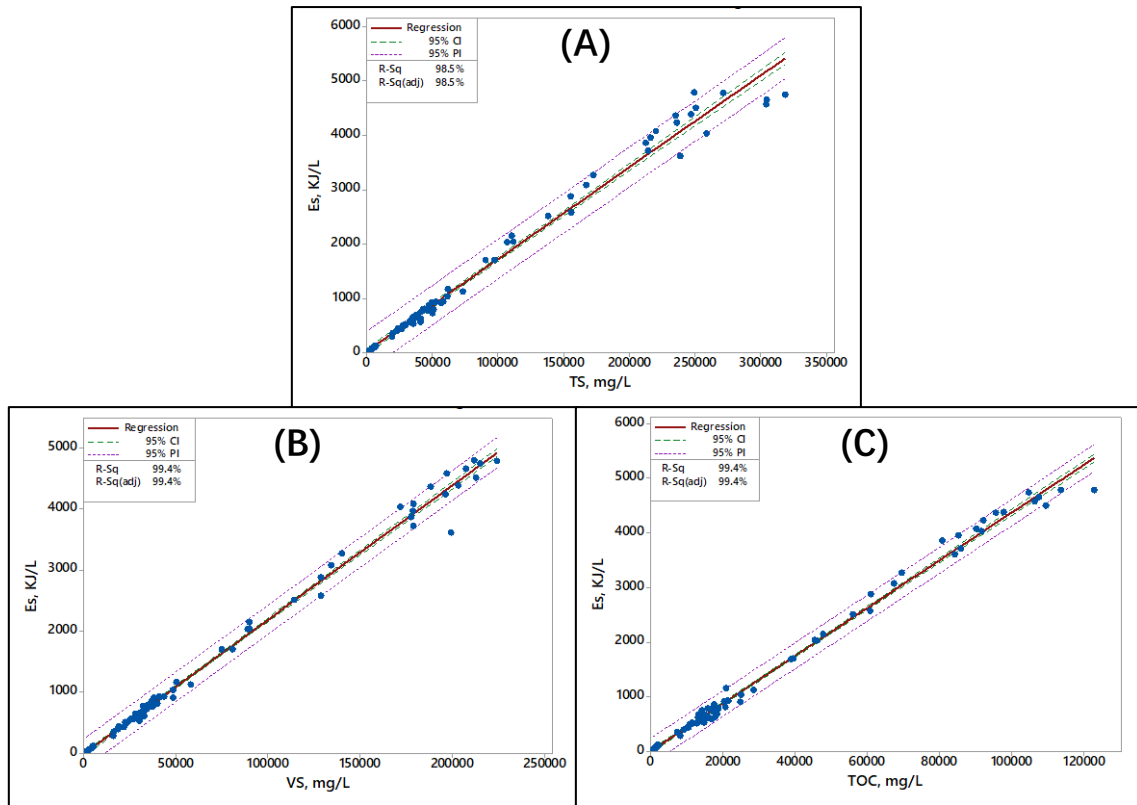 (A)
Regression
95% CI
95% PI
R-Sq 98.5%
R-Sq(adj) 98.5%
Es, KJ/L
6000
5000
4000
3000
2000
1000
0
0 50000 100000 150000 200000 250000 300000 350000
TS, mg/L
(B)
Regression
95% CI
95% PI
R-Sq 99.4%
R-Sq(adj) 99.4%
Es, KJ/L
5000
4000
3000
2000
1000
0
0 50000 100000 150000 200000 250000
VS, mg/L
(C)
Regression
95% CI
95% PI
R-Sq 99.4%
R-Sq(adj) 99.4%
Es, KJ/L
6000
5000
4000
3000
2000
1000
0
0 20000 40000 60000 80000 100000 120000
TOC, mg/L